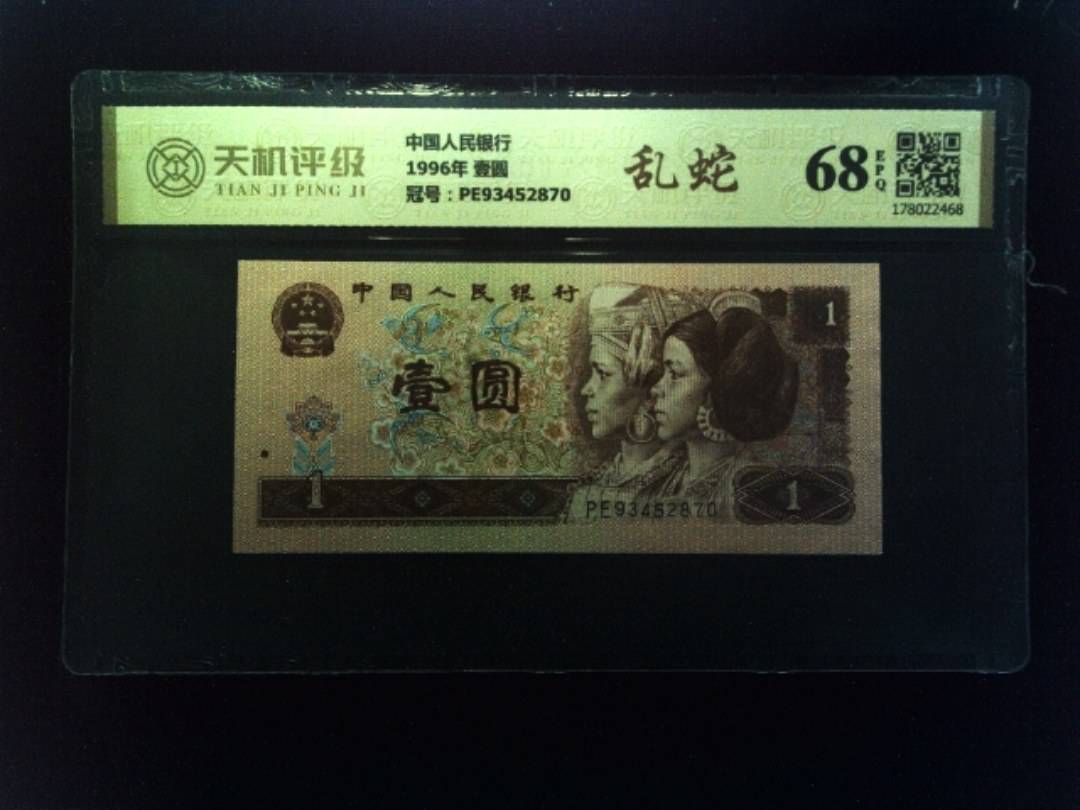 天机评级
TIAN JI PING JI
中国人民银行
1996年 壹圆
冠号：PE93452870
乱蛇
68
EPQ
178022468
中国人民银行
1
壹圆
1
PE93452870
1